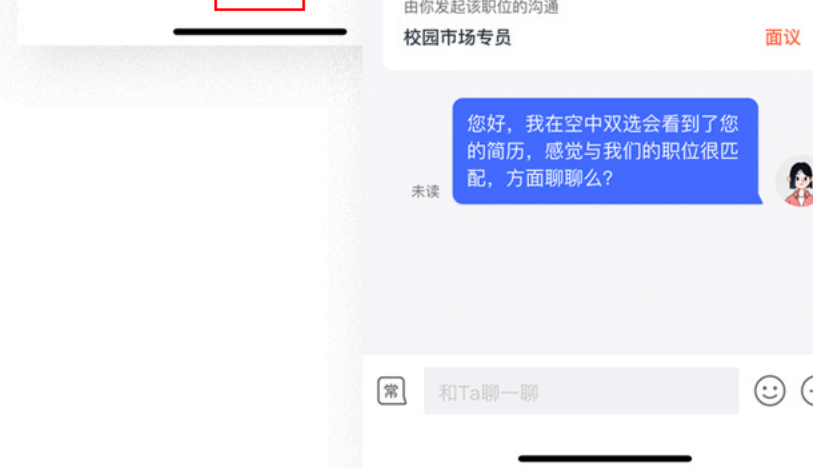 由你发起该职位的沟通
校园市场专员
面议
您好，我在空中双选会看到了您
的简历，感觉与我们的职位很匹
配，方面聊聊么？
未读
常
和Ta聊一聊